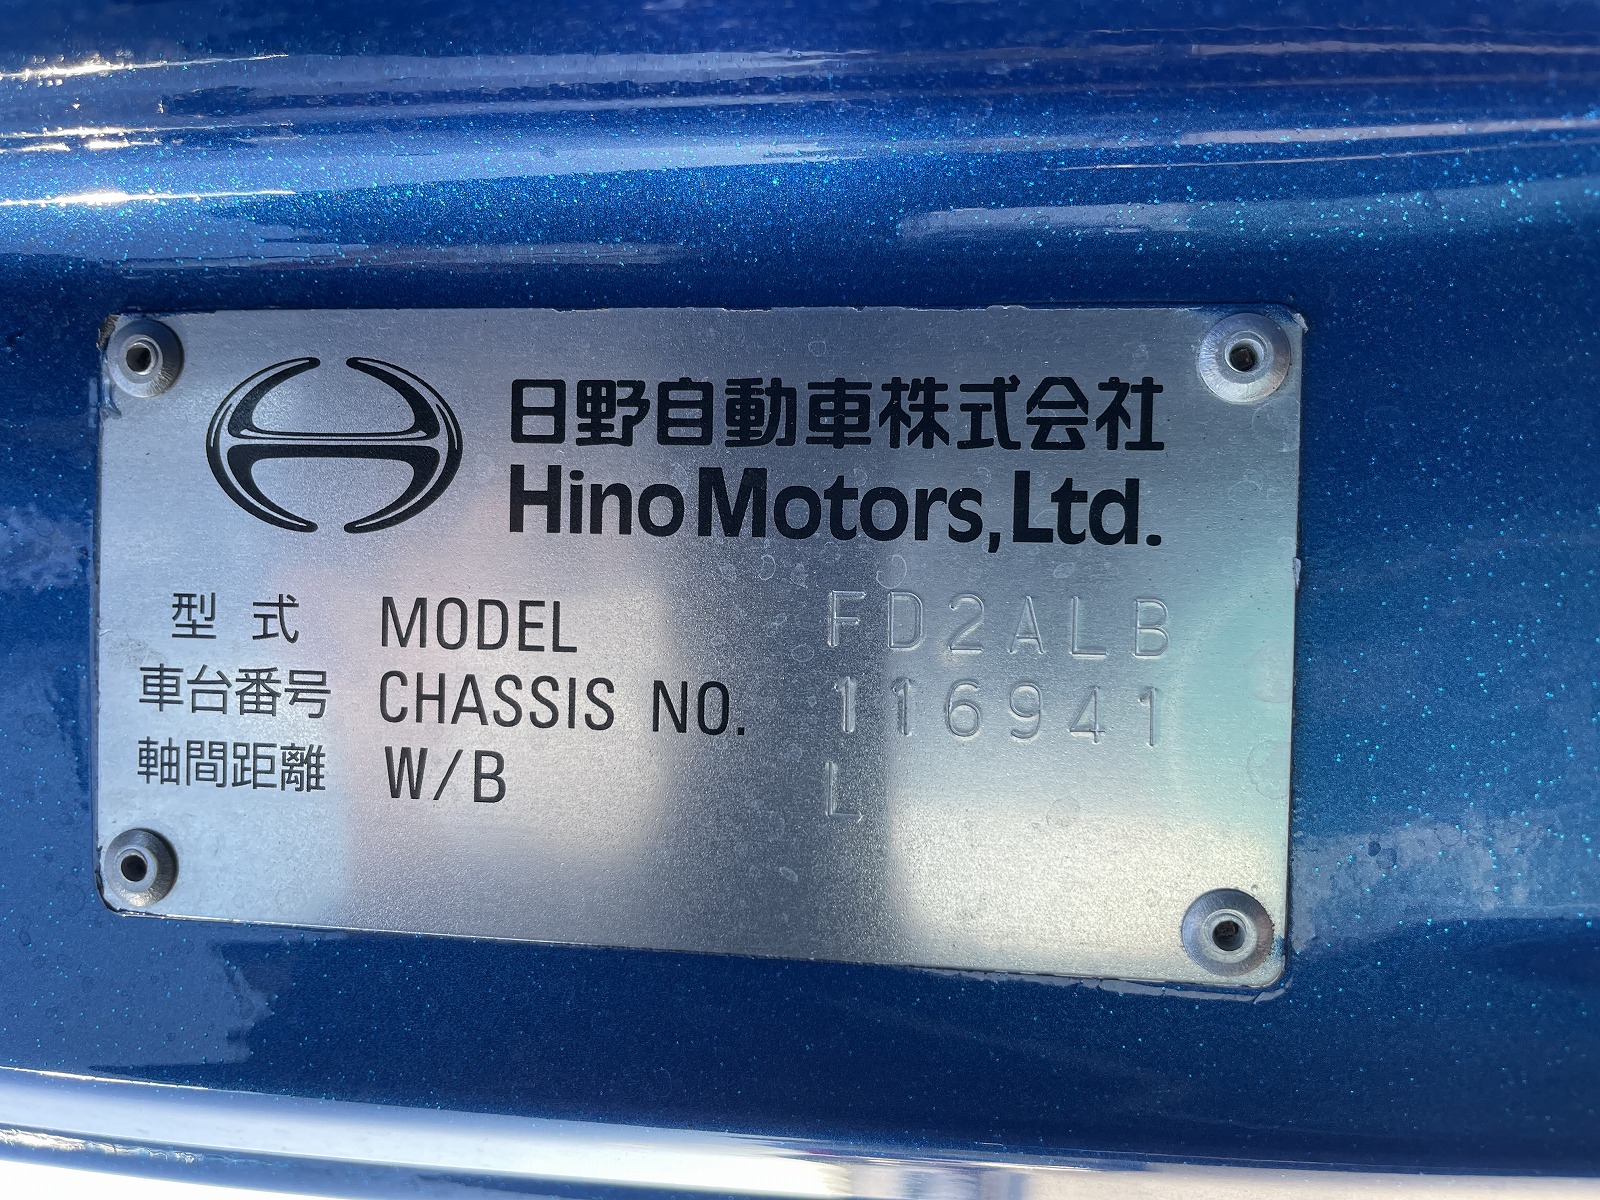 日野自動車株式会社
Hino Motors, Ltd.
型式 MODEL FD2ALB
車台番号 CHASSIS NO. 116941
軸間距離 W/B L